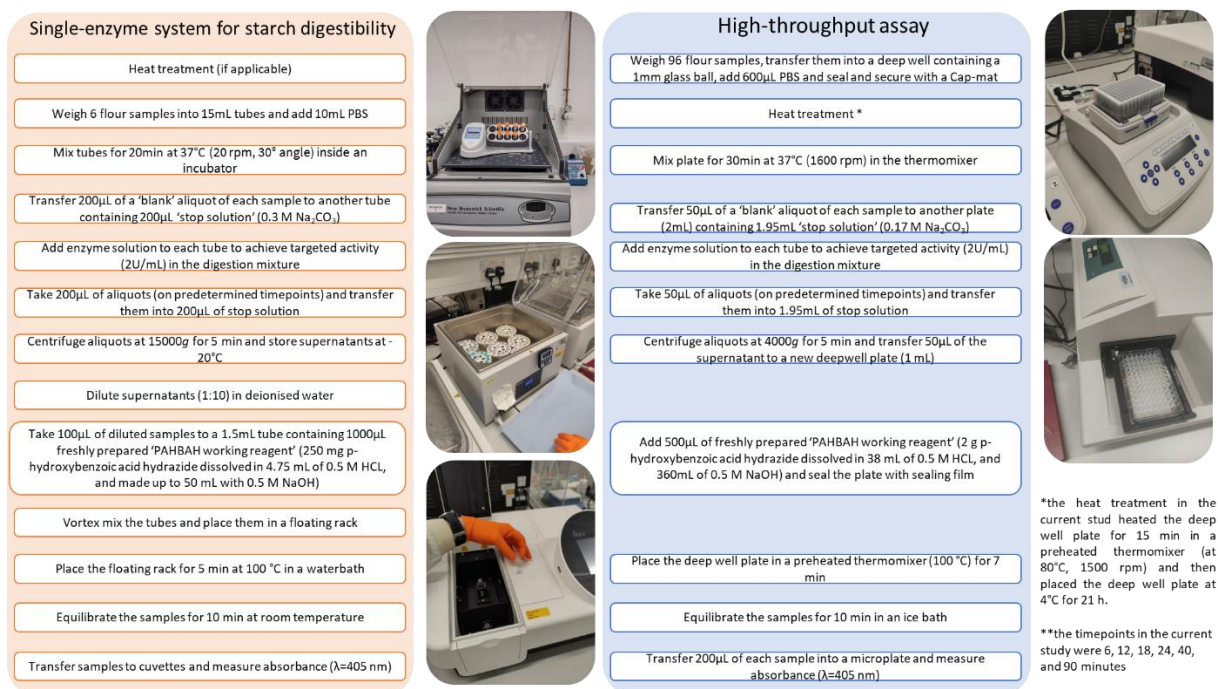 Single-enzyme system for starch digestibility
Heat treatment (if applicable)
Weigh 6 flour samples into 15mL tubes and add 10mL PBS
Mix tubes for 20min at 37°C (20 rpm, 30° angle) inside an
incubator
Transfer 200µL of a ‘blank’ aliquot of each sample to another tube
containing 200µL ‘stop solution’ (0.3 M Na₂CO₃)
Add enzyme solution to each tube to achieve targeted activity
(2U/mL) in the digestion mixture
Take 200µL of aliquots (on predetermined timepoints) and transfer
them into 200µL of stop solution
Centrifuge aliquots at 15000g for 5 min and store supernatants at -
20°C
Dilute supernatants (1:10) in deionised water
Take 100µL of diluted samples to a 1.5mL tube containing 1000µL
freshly prepared ‘PAHBAH working reagent’ (250 mg p-
hydroxybenzoic acid hydrazide dissolved in 4.75 mL of 0.5 M HCL,
and made up to 50 mL with 0.5 M NaOH)
Vortex mix the tubes and place them in a floating rack
Place the floating rack for 5 min at 100 °C in a waterbath
Equilibrate the samples for 10 min at room temperature
Transfer samples to cuvettes and measure absorbance (λ=405 nm)
New Brunswick Scientific
High-throughput assay
Weigh 96 flour samples, transfer them into a deep well containing a
1mm glass ball, add 600µL PBS and seal and secure with a Cap-mat
Heat treatment *
Mix plate for 30min at 37°C (1600 rpm) in the thermomixer
Transfer 50µL of a ‘blank’ aliquot of each sample to another plate
(2mL) containing 1.95mL ‘stop solution’ (0.17 M Na₂CO₃)
Add enzyme solution to each tube to achieve targeted activity (2U/mL)
in the digestion mixture
Take 50µL of aliquots (on predetermined timepoints) and transfer
them into 1.95mL of stop solution
Centrifuge aliquots at 4000g for 5 min and transfer 50µL of the
supernatant to a new deepwell plate (1 mL)
Add 500µL of freshly prepared ‘PAHBAH working reagent’ (2 g p-
hydroxybenzoic acid hydrazide dissolved in 38 mL of 0.5 M HCL, and
360mL of 0.5 M NaOH) and seal the plate with sealing film
Place the deep well plate in a preheated thermomixer (100 °C) for 7
min
Equilibrate the samples for 10 min in an ice bath
Transfer 200µL of each sample into a microplate and measure
absorbance (λ=405 nm)
*the heat treatment in the
current stud heated the deep
well plate for 15 min in a
preheated thermomixer (at
80°C, 1500 rpm) and then
placed the deep well plate at
4°C for 21 h.
**the timepoints in the current
study were 6, 12, 18, 24, 40,
and 90 minutes